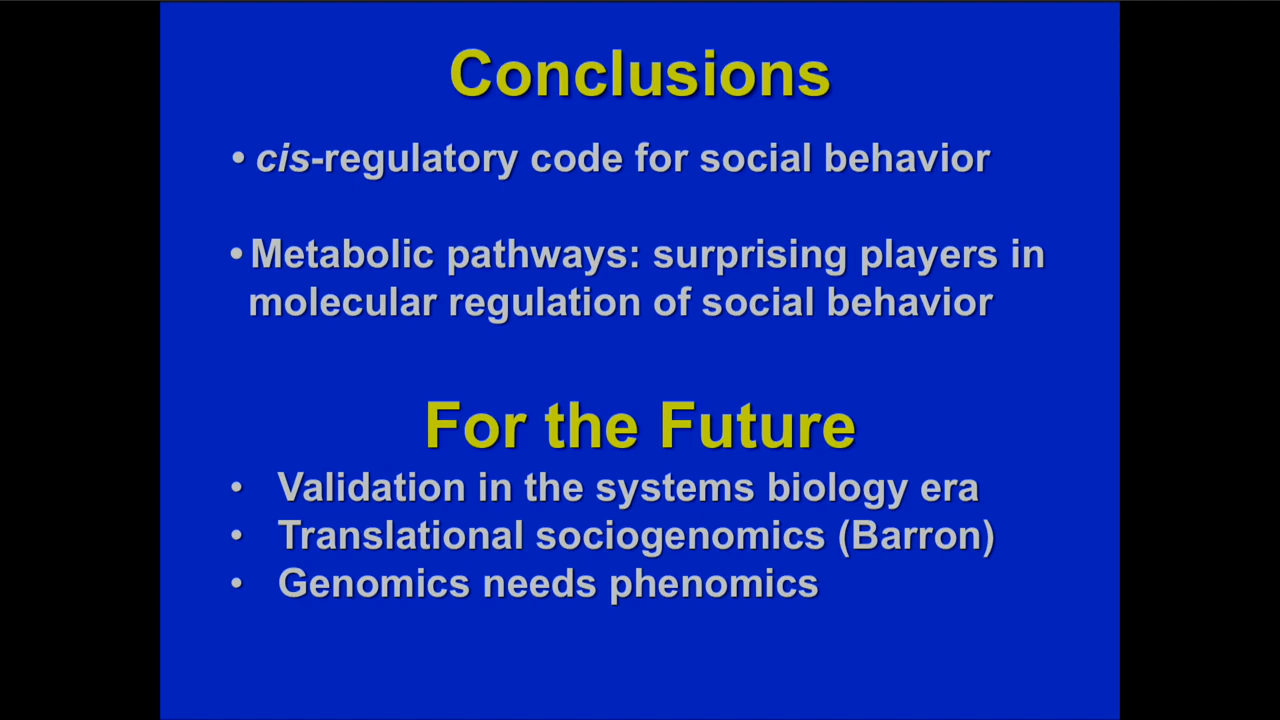 Conclusions
• cis-regulatory code for social behavior
• Metabolic pathways: surprising players in
molecular regulation of social behavior
For the Future
• Validation in the systems biology era
• Translational sociogenomics (Barron)
• Genomics needs phenomics